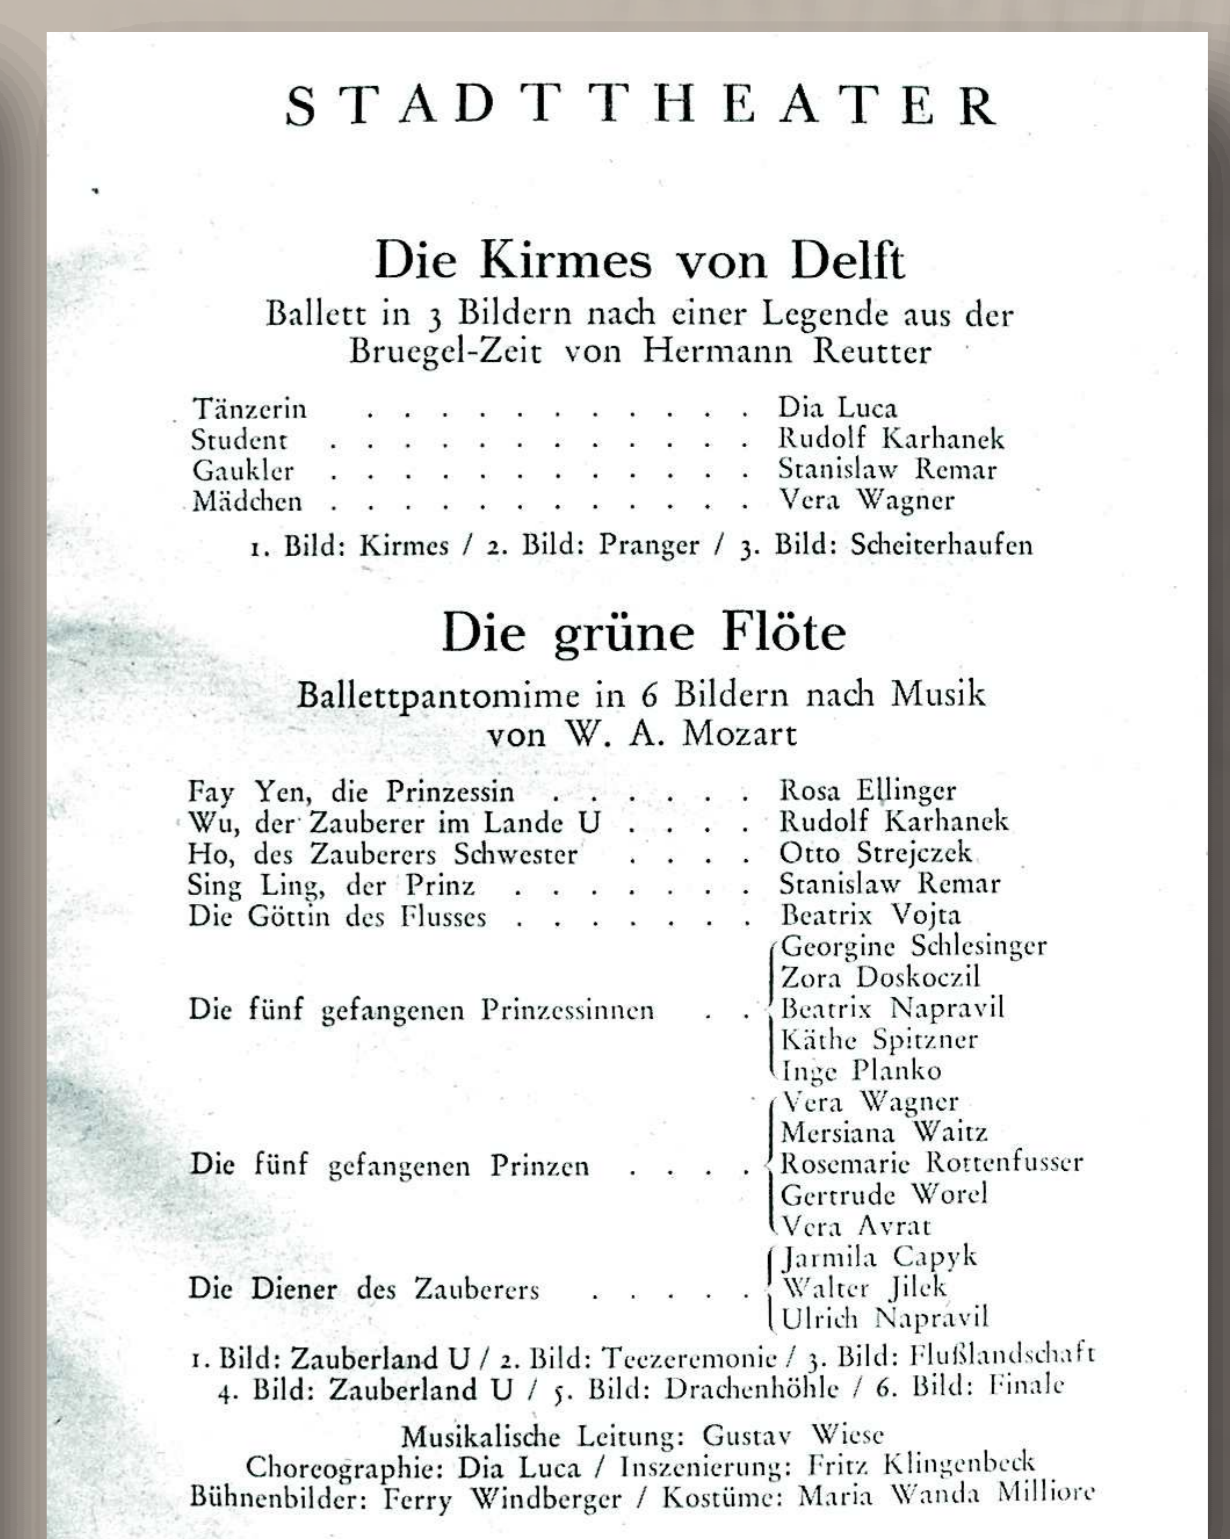 STADTTHEATER
Die Kirmes von Delft
Ballett in 3 Bildern nach einer Legende aus der
Bruegel-Zeit von Hermann Reutter
Tänzerin . . . . . . . . . . . Dia Luca
Student . . . . . . . . . . . . Rudolf Karhanek
Gaukler . . . . . . . . . . . . Stanislaw Remar
Mädchen . . . . . . . . . . . . Vera Wagner
1. Bild: Kirmes / 2. Bild: Pranger / 3. Bild: Scheiterhaufen
Die grüne Flöte
Ballettpantomime in 6 Bildern nach Musik
von W. A. Mozart
Fay Yen, die Prinzessin . . . . . . Rosa Ellinger
Wu, der Zauberer im Lande U . . . . Rudolf Karhanek
Ho, des Zauberers Schwester . . . . Otto Strejczek
Sing Ling, der Prinz . . . . . . . Stanislaw Remar
Die Göttin des Flusses . . . . . . . Beatrix Vojta
Georgine Schlesinger
Zora Doskoczil
Die fünf gefangenen Prinzessinnen . . Beatrix Napravil
Käthe Spitzner
Inge Planko
Vera Wagner
Mersiana Waitz
Die fünf gefangenen Prinzen . . . . Rosemarie Rottenfusser
Gertrude Worel
Vera Avrat
Jarmila Capyk
Die Diener des Zauberers . . . . . Walter Jilek
Ulrich Napravil
1. Bild: Zauberland U / 2. Bild: Teezeremonie / 3. Bild: Flußlandschaft
4. Bild: Zauberland U / 5. Bild: Drachenhöhle / 6. Bild: Finale
Musikalische Leitung: Gustav Wiese
Choreographie: Dia Luca / Inszenierung: Fritz Klingenbeck
Bühnenbilder: Ferry Windberger / Kostüme: Maria Wanda Milliore